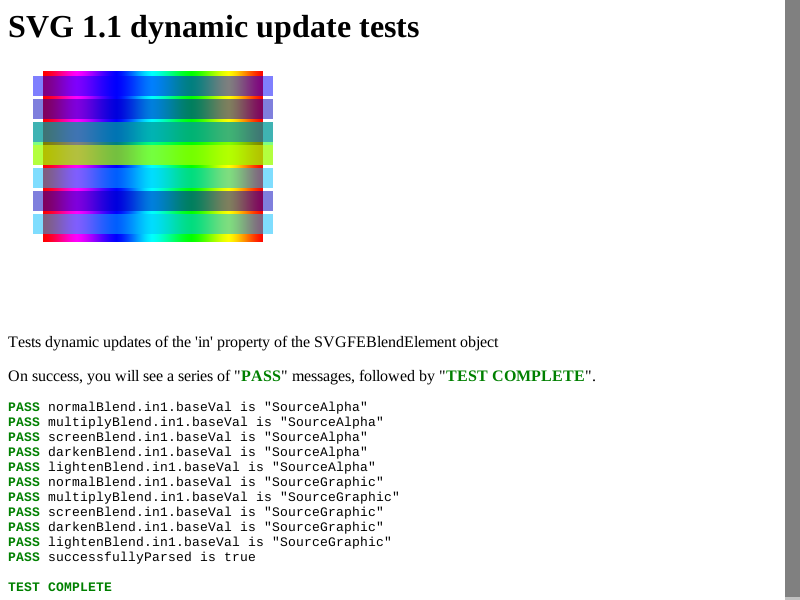 SVG 1.1 dynamic update tests
Tests dynamic updates of the 'in' property of the SVGFEBlendElement object
On success, you will see a series of "PASS" messages, followed by "TEST COMPLETE".
PASS normalBlend.in1.baseVal is "SourceAlpha"
PASS multiplyBlend.in1.baseVal is "SourceAlpha"
PASS screenBlend.in1.baseVal is "SourceAlpha"
PASS darkenBlend.in1.baseVal is "SourceAlpha"
PASS lightenBlend.in1.baseVal is "SourceAlpha"
PASS normalBlend.in1.baseVal is "SourceGraphic"
PASS multiplyBlend.in1.baseVal is "SourceGraphic"
PASS screenBlend.in1.baseVal is "SourceGraphic"
PASS darkenBlend.in1.baseVal is "SourceGraphic"
PASS lightenBlend.in1.baseVal is "SourceGraphic"
PASS successfullyParsed is true
TEST COMPLETE